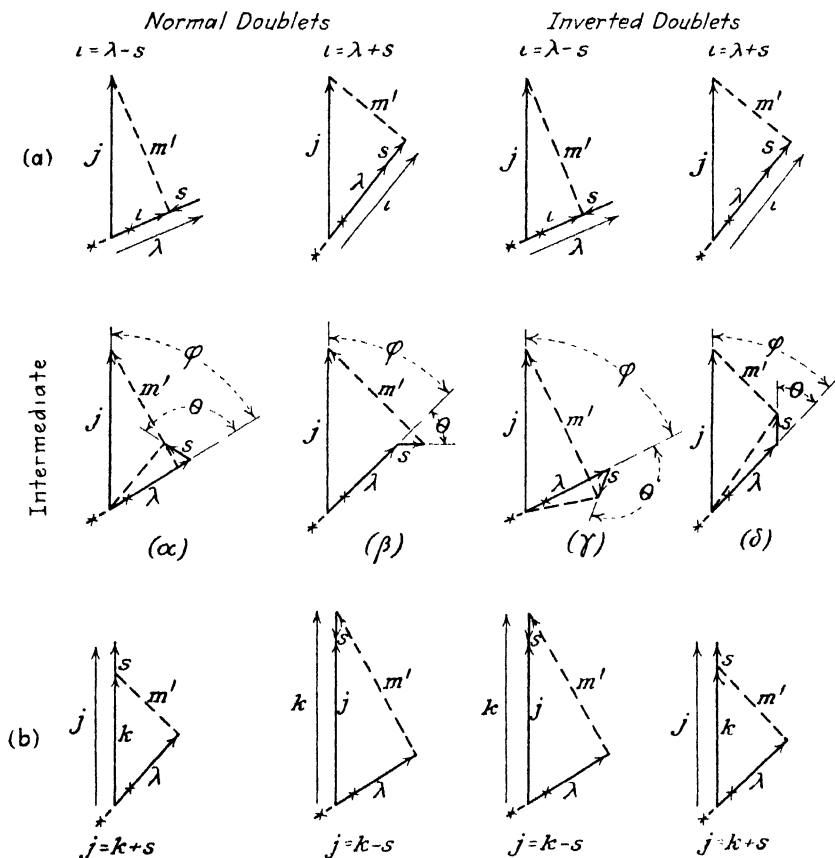 Normal Doublets Inverted Doublets
ι=λ-s ι=λ+s ι=λ-s ι=λ+s
(a) j m' s ι λ j m' s λ ι j m' s ι λ j m' s λ ι
Intermediate
j m' φ θ s λ j m' φ θ s λ j m' φ θ s λ j m' φ θ s λ
(α) (β) (γ) (δ)
(b) j s m' k λ k s m' j λ k s m' j λ j s m' k λ
j=k+s j=k-s j=k-s j=k+s